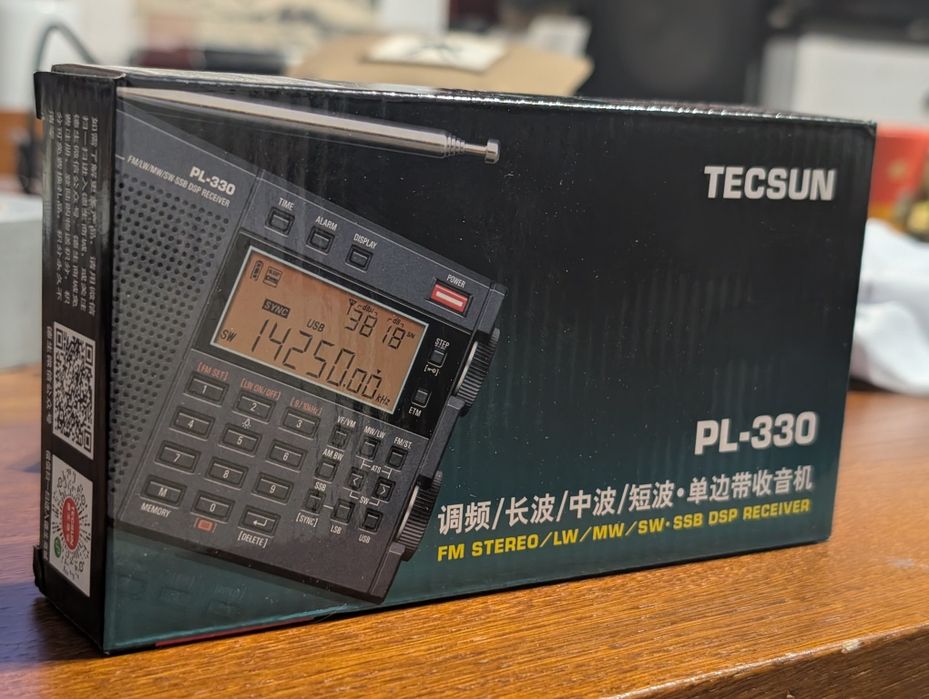 TECSUN
PL-330
调频/长波/中波/短波·单边带收音机
FM STEREO/LW/MW/SW·SSB DSP RECEIVER
PL-330
FM/LW/MW/SW-SSB DSP RECEIVER
TIME
ALARM
DISPLAY
POWER
SYNC
USB
SW
14250.00 kHz
STEP
ETM
[FM SET]
[LW ON/OFF]
[9/10kHz]
1
2
3
VF/VM
MW/LW
FM/ST.
4
5
6
AM BW
ATS
7
8
9
SSB
SW
M
0
[SYNC]
LSB
USB
MEMORY
[DELETE]